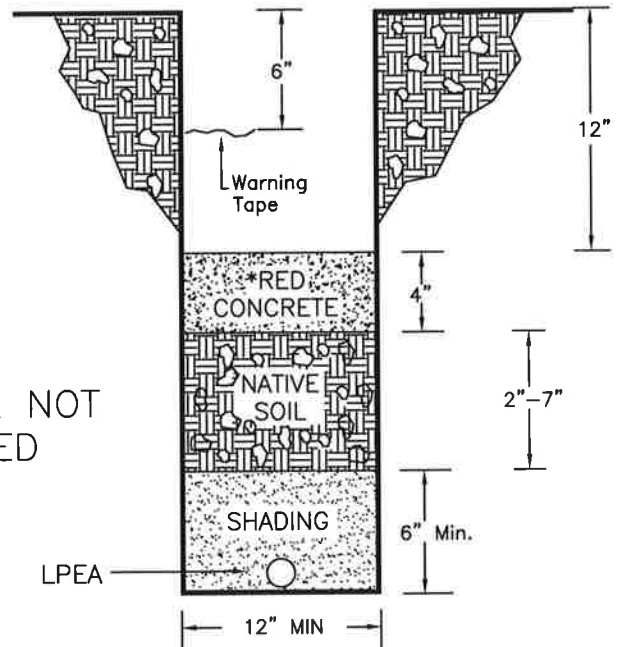 6"
12"
Warning
Tape
*RED
CONCRETE
4"
NATIVE
SOIL
2"-7"
NOT
ED
SHADING
6" Min.
LPEA
12" MIN